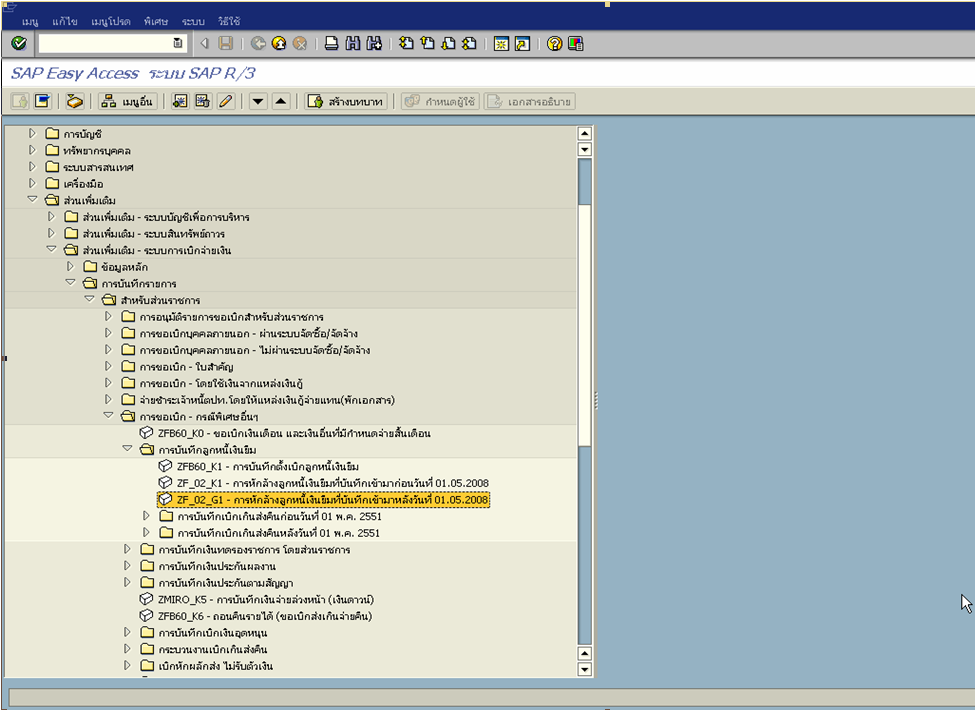 เมนู แก้ไข เมนูโปรด พิเศษ ระบบ วิธีใช้
SAP Easy Access ระบบ SAP R/3
เมนูอื่น สร้างบทบาท กำหนดผู้ใช้ เอกสารอธิบาย
การบัญชี
ทรัพยากรบุคคล
ระบบสารสนเทศ
เครื่องมือ
ส่วนเพิ่มเติม
ส่วนเพิ่มเติม - ระบบบัญชีเพื่อการบริหาร
ส่วนเพิ่มเติม - ระบบสินทรัพย์ถาวร
ส่วนเพิ่มเติม - ระบบการเบิกจ่ายเงิน
ข้อมูลหลัก
การบันทึกรายการ
สำหรับส่วนราชการ
การอนุมัติรายการขอเบิกสำหรับส่วนราชการ
การขอเบิกบุคคลภายนอก - ผ่านระบบจัดซื้อ/จัดจ้าง
การขอเบิกบุคคลภายนอก - ไม่ผ่านระบบจัดซื้อ/จัดจ้าง
การขอเบิก - ใบสำคัญ
การขอเบิก - โดยใช้เงินจากแหล่งเงินกู้
จ่ายชำระเจ้าหนี้ตปท.โดยให้แหล่งเงินกู้จ่ายแทน(พักเอกสาร)
การขอเบิก - กรณีพิเศษอื่นๆ
ZFB60_K0 - ขอเบิกเงินเดือน และเงินอื่นที่มีกำหนดจ่ายสิ้นเดือน
การบันทึกลูกหนี้เงินยืม
ZFB60_K1 - การบันทึกตั้งเบิกลูกหนี้เงินยืม
ZF_02_K1 - การหักล้างลูกหนี้เงินยืมที่บันทึกเข้ามาก่อนวันที่ 01.05.2008
ZF_02_G1 - การหักล้างลูกหนี้เงินยืมที่บันทึกเข้ามาหลังวันที่ 01.05.2008
การบันทึกเบิกเกินส่งคืนก่อนวันที่ 01 พ.ค. 2551
การบันทึกเบิกเกินส่งคืนหลังวันที่ 01 พ.ค. 2551
การบันทึกเงินทดรองราชการ โดยส่วนราชการ
การบันทึกเงินประกันผลงาน
การบันทึกเงินประกันตามสัญญา
ZMIRO_K5 - การบันทึกเงินจ่ายล่วงหน้า (เงินดาวน์)
ZFB60_K6 - ถอนคืนรายได้ (ขอเบิกส่งเกินจ่ายคืน)
การบันทึกเบิกเงินอุดหนุน
กระบวนงานเบิกเกินส่งคืน
เบิกหักผลักส่ง ไม่รับตัวเงิน